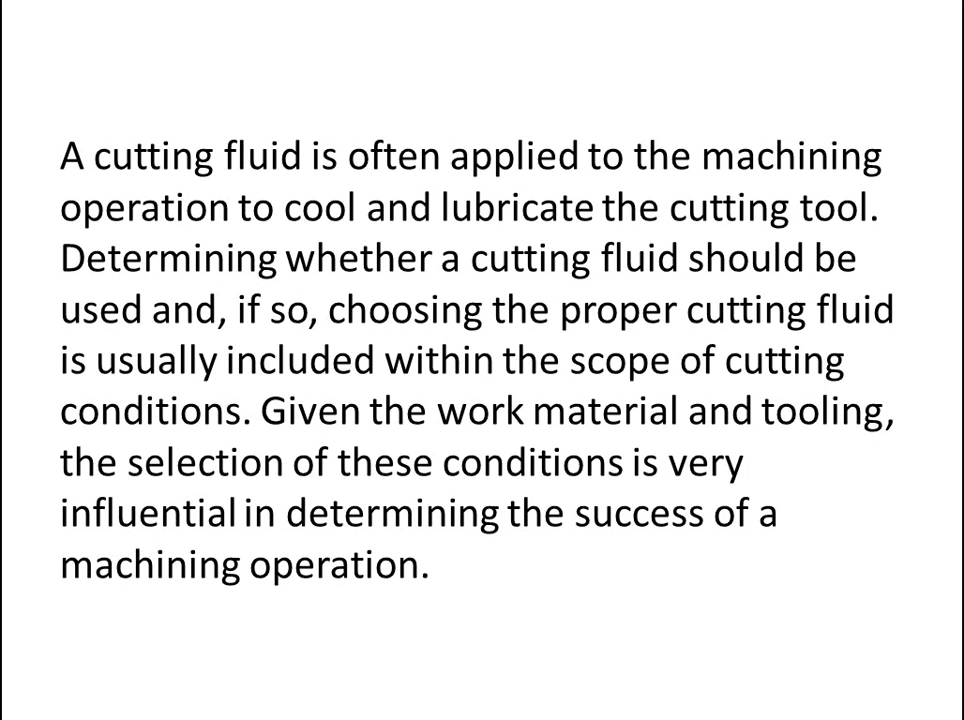 A cutting fluid is often applied to the machining
operation to cool and lubricate the cutting tool.
Determining whether a cutting fluid should be
used and, if so, choosing the proper cutting fluid
is usually included within the scope of cutting
conditions. Given the work material and tooling,
the selection of these conditions is very
influential in determining the success of a
machining operation.